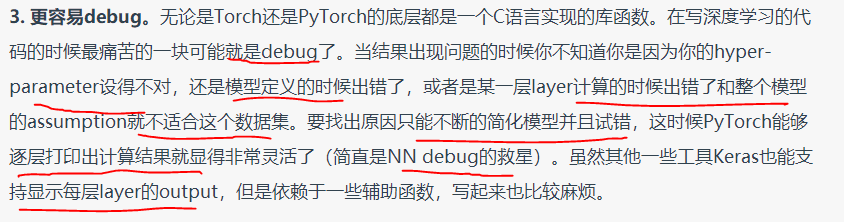 3. 更容易debug。无论是Torch还是PyTorch的底层都是一个C语言实现的库函数。在写深度学习的代
码的时候最痛苦的一块可能就是debug了。当结果出现问题的时候你不知道你是因为你的hyper-
parameter设得不对，还是模型定义的时候出错了，或者是某一层layer计算的时候出错了和整个模型
的assumption就不适合这个数据集。要找出原因只能不断的简化模型并且试错，这时候PyTorch能够
逐层打印出计算结果就显得非常灵活了（简直是NN debug的救星）。虽然其他一些工具Keras也能支
持显示每层layer的output，但是依赖于一些辅助函数，写起来也比较麻烦。